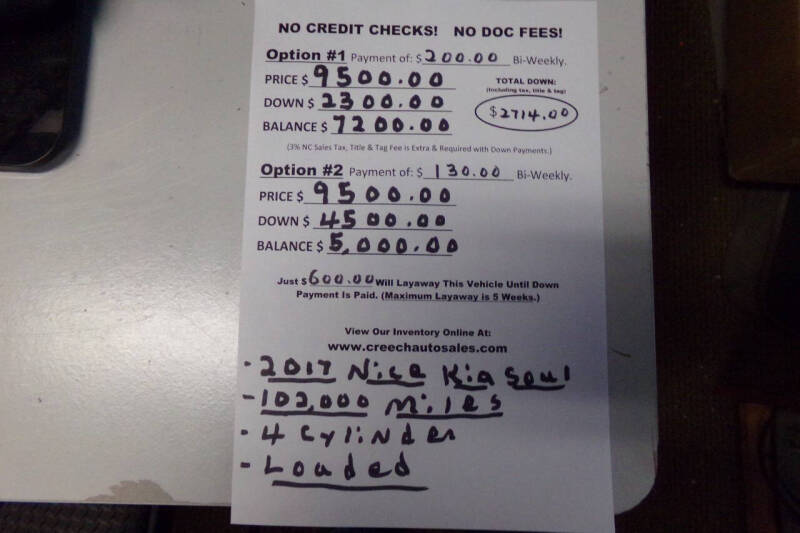 NO CREDIT CHECKS! NO DOC FEES!
Option #1 Payment of: $ 200.00 Bi-Weekly.
PRICE $ 9500.00
TOTAL DOWN:
(Including tax, title & tag)
DOWN $ 2300.00
$2714.00
BALANCE $ 7200.00
(3% NC Sales Tax, Title & Tag Fee is Extra & Required with Down Payments.)
Option #2 Payment of: $ 130.00 Bi-Weekly.
PRICE $ 9500.00
DOWN $ 4500.00
BALANCE $ 5,000.00
Just $600.00 Will Layaway This Vehicle Until Down
Payment Is Paid. (Maximum Layaway is 5 Weeks.)
View Our Inventory Online At:
www.creechautosales.com
- 2017 Nice Kia Soul
- 102,000 Miles
- 4 Cylinder
- Loaded